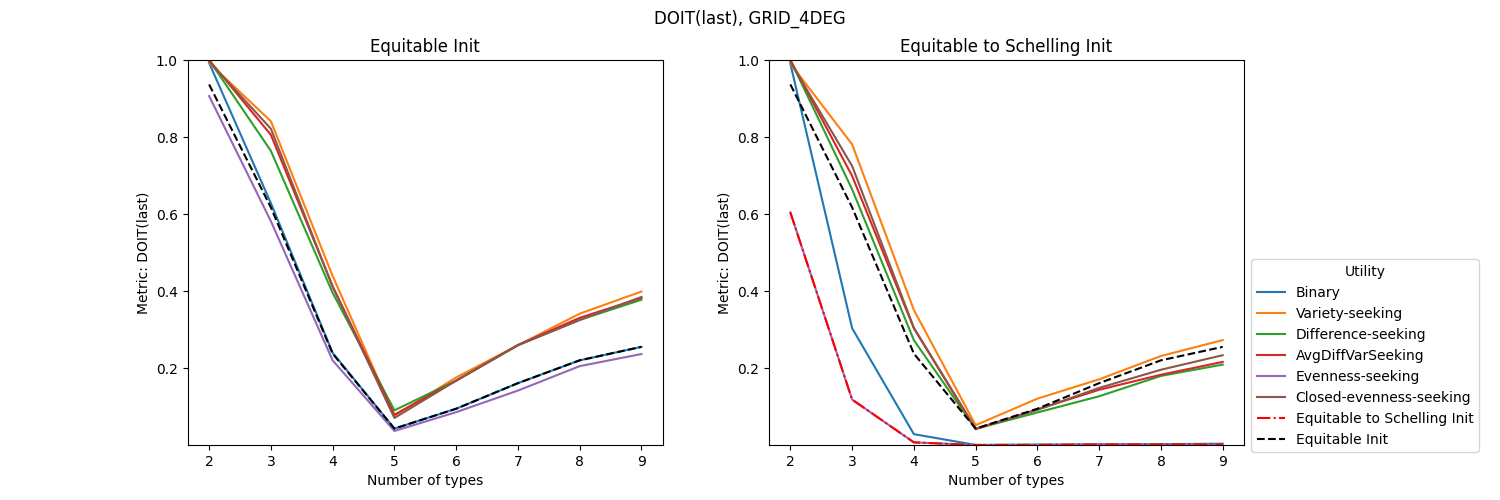 DOIT(last), GRID_4DEG
Equitable Init
Metric: DOIT(last)
1.0
0.8
0.6
0.4
0.2
2 3 4 5 6 7 8 9
Number of types
Equitable to Schelling Init
Metric: DOIT(last)
1.0
0.8
0.6
0.4
0.2
2 3 4 5 6 7 8 9
Number of types
Utility
Binary
Variety-seeking
Difference-seeking
AvgDiffVarSeeking
Evenness-seeking
Closed-evenness-seeking
Equitable to Schelling Init
Equitable Init